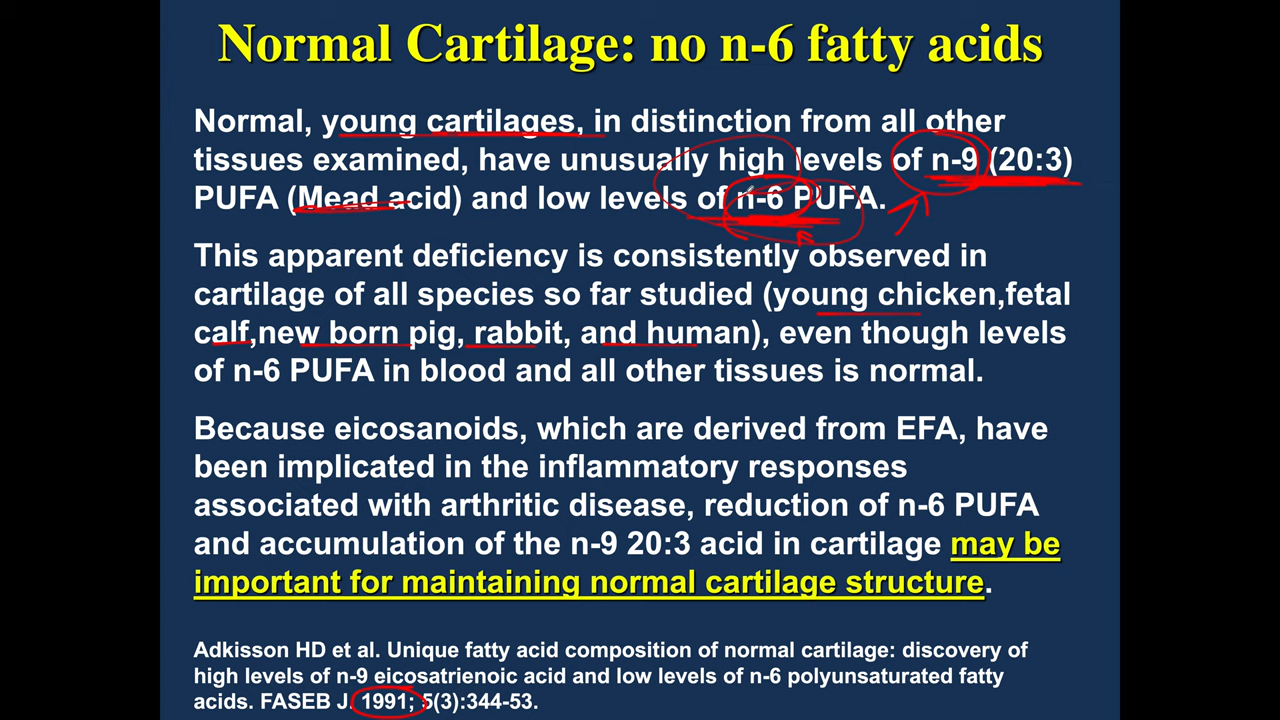 Normal Cartilage: no n-6 fatty acids
Normal, young cartilages, in distinction from all other
tissues examined, have unusually high levels of n-9 (20:3)
PUFA (Mead acid) and low levels of n-6 PUFA.
This apparent deficiency is consistently observed in
cartilage of all species so far studied (young chicken,fetal
calf,new born pig, rabbit, and human), even though levels
of n-6 PUFA in blood and all other tissues is normal.
Because eicosanoids, which are derived from EFA, have
been implicated in the inflammatory responses
associated with arthritic disease, reduction of n-6 PUFA
and accumulation of the n-9 20:3 acid in cartilage may be
important for maintaining normal cartilage structure.
Adkisson HD et al. Unique fatty acid composition of normal cartilage: discovery of
high levels of n-9 eicosatrienoic acid and low levels of n-6 polyunsaturated fatty
acids. FASEB J. 1991; 5(3):344-53.